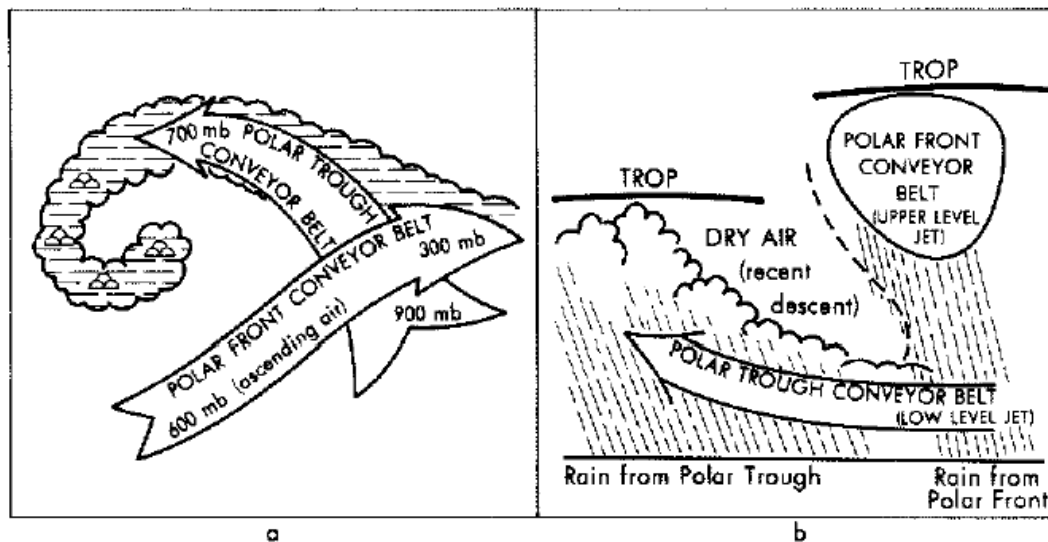 700 mb POLAR TROUGH
CONVEYOR BELT
POLAR FRONT CONVEYOR BELT
300 mb
600 mb (ascending air)
900 mb
a
TROP
POLAR FRONT
CONVEYOR
BELT
(UPPER LEVEL
JET)
TROP
DRY AIR
(recent
descent)
POLAR TROUGH CONVEYOR BELT
(LOW LEVEL JET)
Rain from Polar Trough
Rain from
Polar Front
b